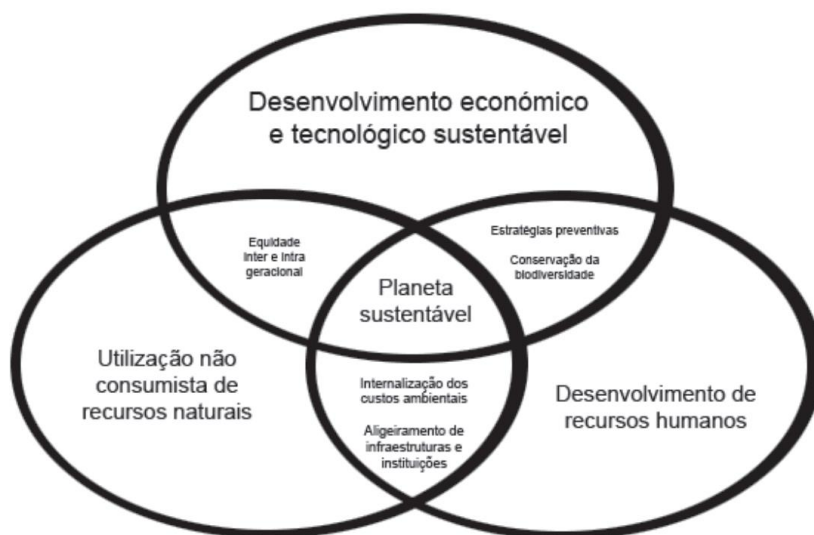 Desenvolvimento económico
e tecnológico sustentável
Equidade
Inter e Intra
geracional
Estratégias preventivas
Conservação da
biodiversidade
Planeta
sustentável
Utilização não
consumista de
recursos naturais
Internalização dos
custos ambientais
Aligeiramento de
infraestruturas e
instituições
Desenvolvimento de
recursos humanos